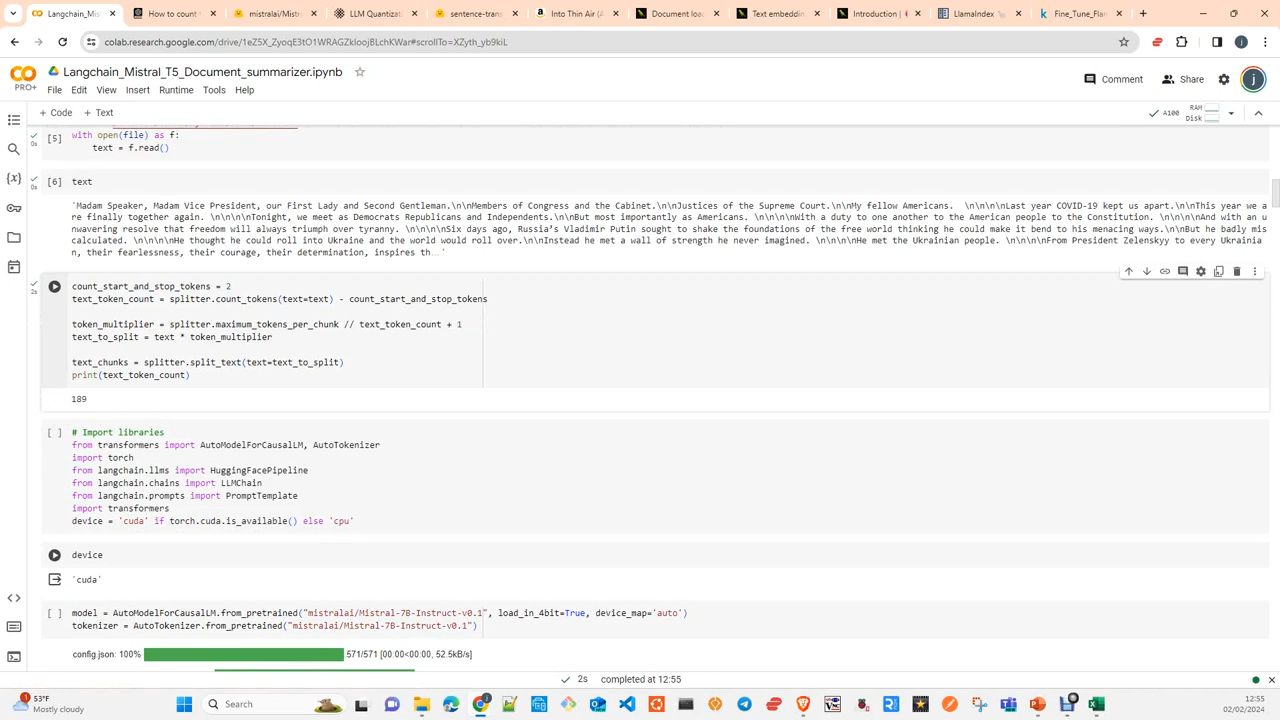 Langchain_Mist
How to count
mistralai/Mistr
LLM Quantizati
sentence-trans
Into Thin Air (A
Document loa
Text embeddin
Introduction |
LlamaIndex
Fine_Tune_Fla
colab.research.google.com/drive/1eZ5X_ZyoqE3tO1WRAGZkloojBLchKWar#scrollTo=XZyth_yb9kiL
Langchain_Mistral_T5_Document_summarizer.ipynb
PRO+
File Edit View Insert Runtime Tools Help
Comment Share
+ Code + Text
A100 RAM Disk
[5] with open(file) as f:
0s text = f.read()
[6] text
0s
'Madam Speaker, Madam Vice President, our First Lady and Second Gentleman.\n\nMembers of Congress and the Cabinet.\n\nJustices of the Supreme Court.\n\nMy fellow Americans.  \n\n\n\nLast year COVID-19 kept us apart.\n\nThis year we a
re finally together again. \n\n\n\nTonight, we meet as Democrats Republicans and Independents.\n\nBut most importantly as Americans. \n\n\n\nWith a duty to one another to the American people to the Constitution. \n\n\n\nAnd with an u
nwavering resolve that freedom will always triumph over tyranny. \n\n\n\nSix days ago, Russia's Vladimir Putin sought to shake the foundations of the free world thinking he could make it bend to his menacing ways.\n\nBut he badly mis
calculated. \n\n\n\nHe thought he could roll into Ukraine and the world would roll over.\n\nInstead he met a wall of strength he never imagined. \n\n\n\nHe met the Ukrainian people. \n\n\n\nFrom President Zelenskyy to every Ukrainia
n, their fearlessness, their courage, their determination, inspires th…'
count_start_and_stop_tokens = 2
2s
text_token_count = splitter.count_tokens(text=text) - count_start_and_stop_tokens
token_multiplier = splitter.maximum_tokens_per_chunk // text_token_count + 1
text_to_split = text * token_multiplier
text_chunks = splitter.split_text(text=text_to_split)
print(text_token_count)
189
[ ] # Import libraries
from transformers import AutoModelForCausalLM, AutoTokenizer
import torch
from langchain.llms import HuggingFacePipeline
from langchain.chains import LLMChain
from langchain.prompts import PromptTemplate
import transformers
device = 'cuda' if torch.cuda.is_available() else 'cpu'
device
'cuda'
[ ] model = AutoModelForCausalLM.from_pretrained("mistralai/Mistral-7B-Instruct-v0.1", load_in_4bit=True, device_map='auto')
tokenizer = AutoTokenizer.from_pretrained("mistralai/Mistral-7B-Instruct-v0.1")
config.json: 100% 571/571 [00:00<00:00, 52.5kB/s]
2s completed at 12:55
53°F
Mostly cloudy
Search
12:55
02/02/2024